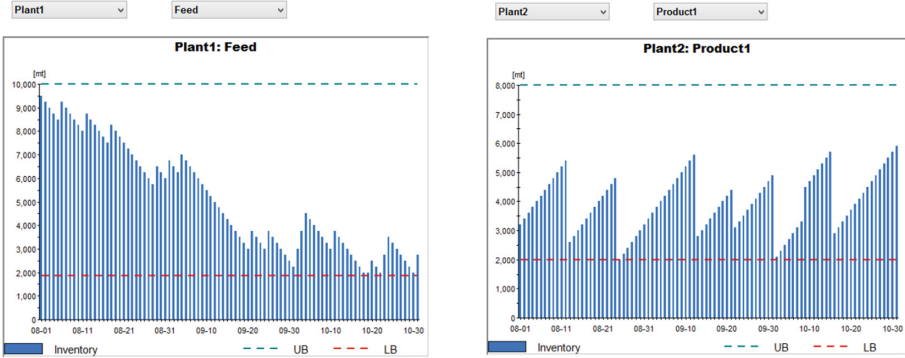 Plant1 Feed
Plant1: Feed
[mt]
10,000
9,000
8,000
7,000
6,000
5,000
4,000
3,000
2,000
1,000
0
08-01 08-11 08-21 08-31 09-10 09-20 09-30 10-10 10-20 10-30
Inventory UB LB
Plant2 Product1
Plant2: Product1
[mt]
8,000
7,000
6,000
5,000
4,000
3,000
2,000
1,000
0
08-01 08-11 08-21 08-31 09-10 09-20 09-30 10-10 10-20 10-30
Inventory UB LB